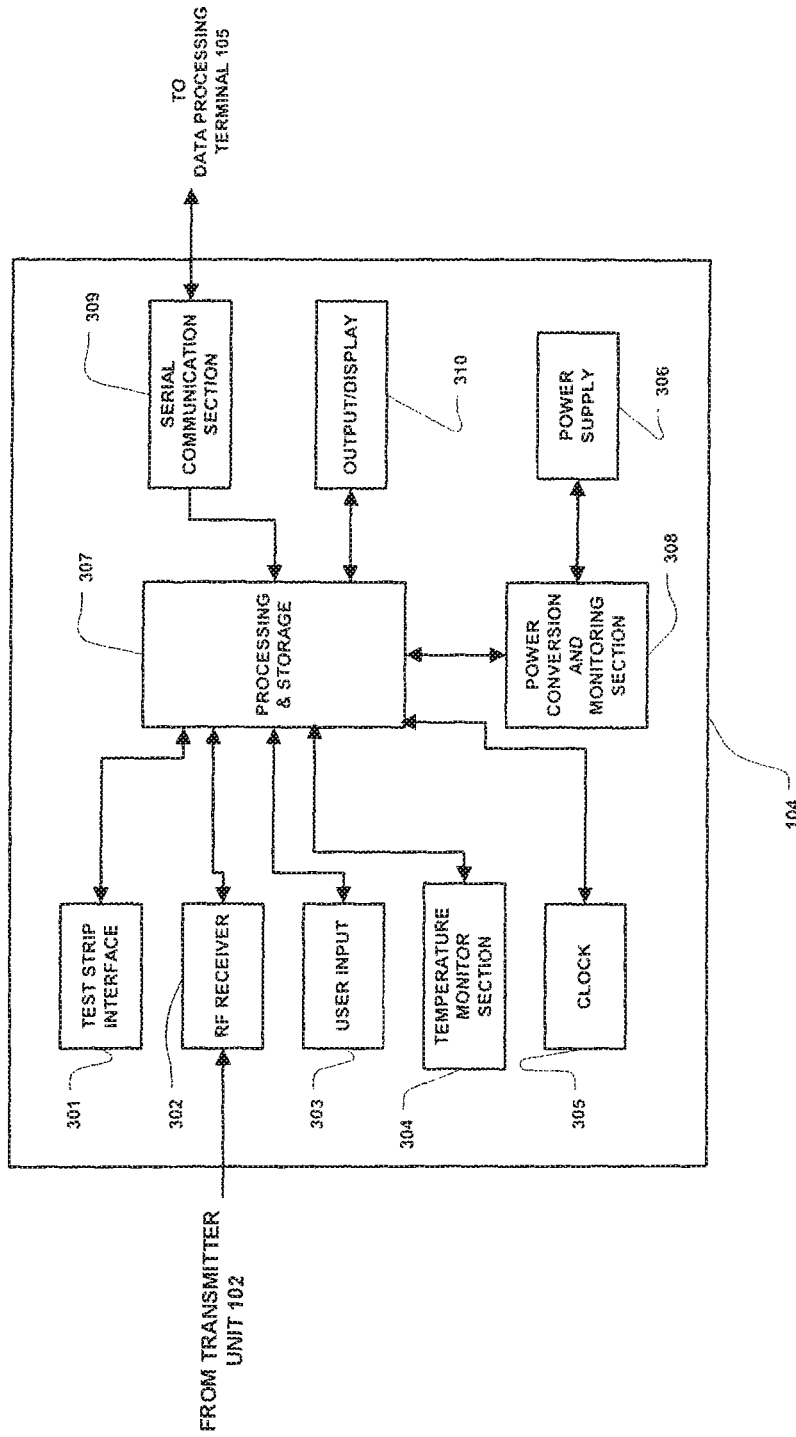 FROM TRANSMITTER
UNIT 102
301
TEST STRIP
INTERFACE
302
RF RECEIVER
303
USER INPUT
304
TEMPERATURE
MONITOR
SECTION
305
CLOCK
307
PROCESSING
& STORAGE
309
SERIAL
COMMUNICATION
SECTION
TO
DATA PROCESSING
TERMINAL 105
OUTPUT/DISPLAY
310
POWER
SUPPLY
306
POWER
CONVERSION
AND
MONITORING
SECTION
308
104